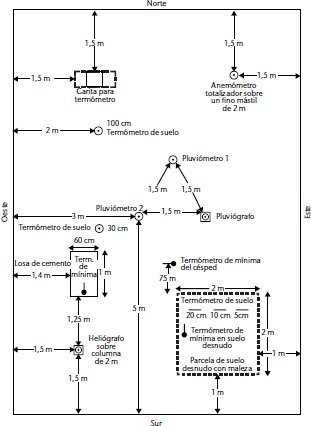 Norte
1,5 m
1,5 m
1,5 m
1,5 m
Garita para
termómetro
Anemómetro
totalizador sobre
un lino mástil
de 2 m
100 cm
2 m
Termómetro de suelo
Pluviómetro 1
1,5 m
1,5 m
Oeste
Este
Pluviómetro 2
1,5 m
3 m
Pluviógrafo
Termómetro de suelo
30 cm
60 cm
Losa de cemento
Term.
de
mínima
1 m
1,4 m
Termómetro de mínima
del césped
75 m
2 m
5 m
Termómetro de suelo
20 cm 10 cm 5cm
1,25 m
Termómetro de
mínima en suelo
desnudo
2 m
Heliógrafo
sobre
columna
de 2 m
1,5 m
1 m
Parcela de suelo
desnudo con maleza
1,5 m
1 m
Sur